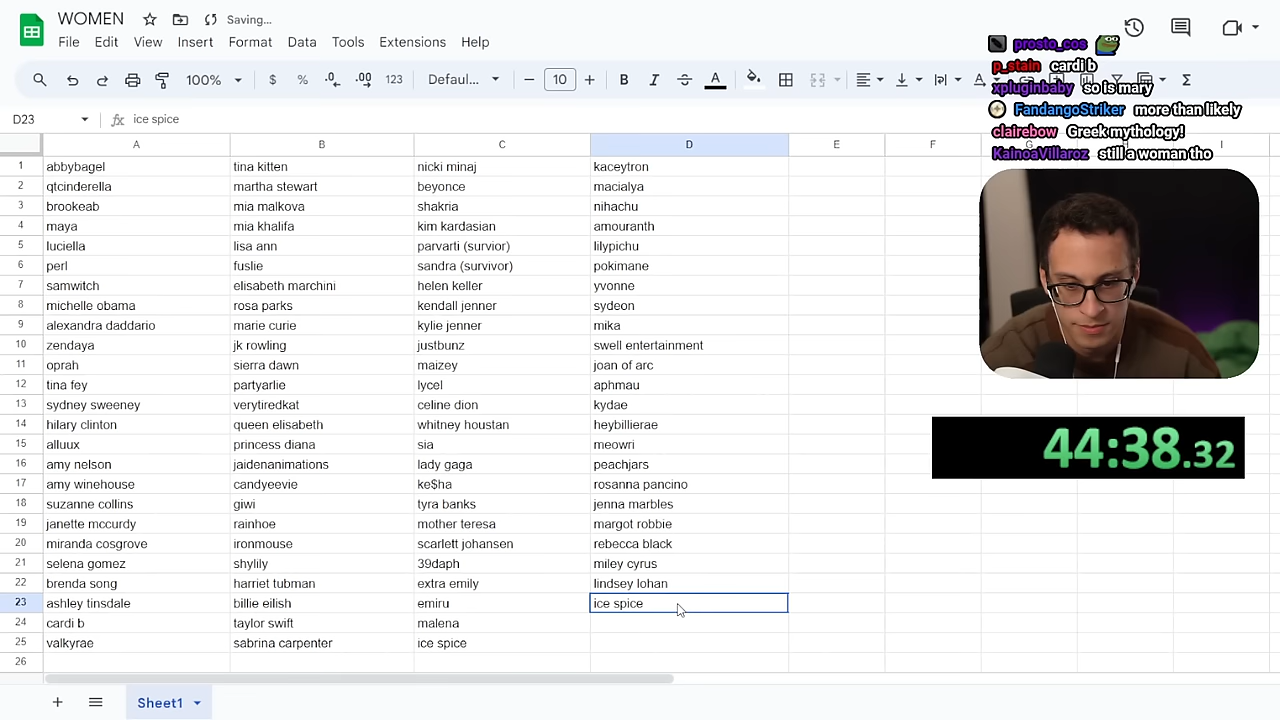 WOMEN Saving...
File Edit View Insert Format Data Tools Extensions Help
100% $ % .0 .00 123 Defaul... 10 B I S A
prosto_cos
p_stain cardi b
xpluginbaby so is mary
FandangoStriker more than likely
clairebow Greek mythology!
KainoaVillaroz still a woman tho
D23 fx ice spice
A B C D E F G H I
1 abbybagel tina kitten nicki minaj kaceytron
2 qtcinderella martha stewart beyonce macialya
3 brookeab mia malkova shakria nihachu
4 maya mia khalifa kim kardasian amouranth
5 luciella lisa ann parvarti (survior) lilypichu
6 perl fuslie sandra (survivor) pokimane
7 samwitch elisabeth marchini helen keller yvonne
8 michelle obama rosa parks kendall jenner sydeon
9 alexandra daddario marie curie kylie jenner mika
10 zendaya jk rowling justbunz swell entertainment
11 oprah sierra dawn maizey joan of arc
12 tina fey partyarlie lycel aphmau
13 sydney sweeney verytiredkat celine dion kydae
14 hilary clinton queen elisabeth whitney houstan heybillierae
15 alluux princess diana sia meowri
16 amy nelson jaidenanimations lady gaga peachjars
17 amy winehouse candyeevie ke$ha rosanna pancino
18 suzanne collins giwi tyra banks jenna marbles
19 janette mccurdy rainhoe mother teresa margot robbie
20 miranda cosgrove ironmouse scarlett johansen rebecca black
21 selena gomez shylily 39daph miley cyrus
22 brenda song harriet tubman extra emily lindsey lohan
23 ashley tinsdale billie eilish emiru ice spice
24 cardi b taylor swift malena
25 valkyrae sabrina carpenter ice spice
26
44:38.32
Sheet1